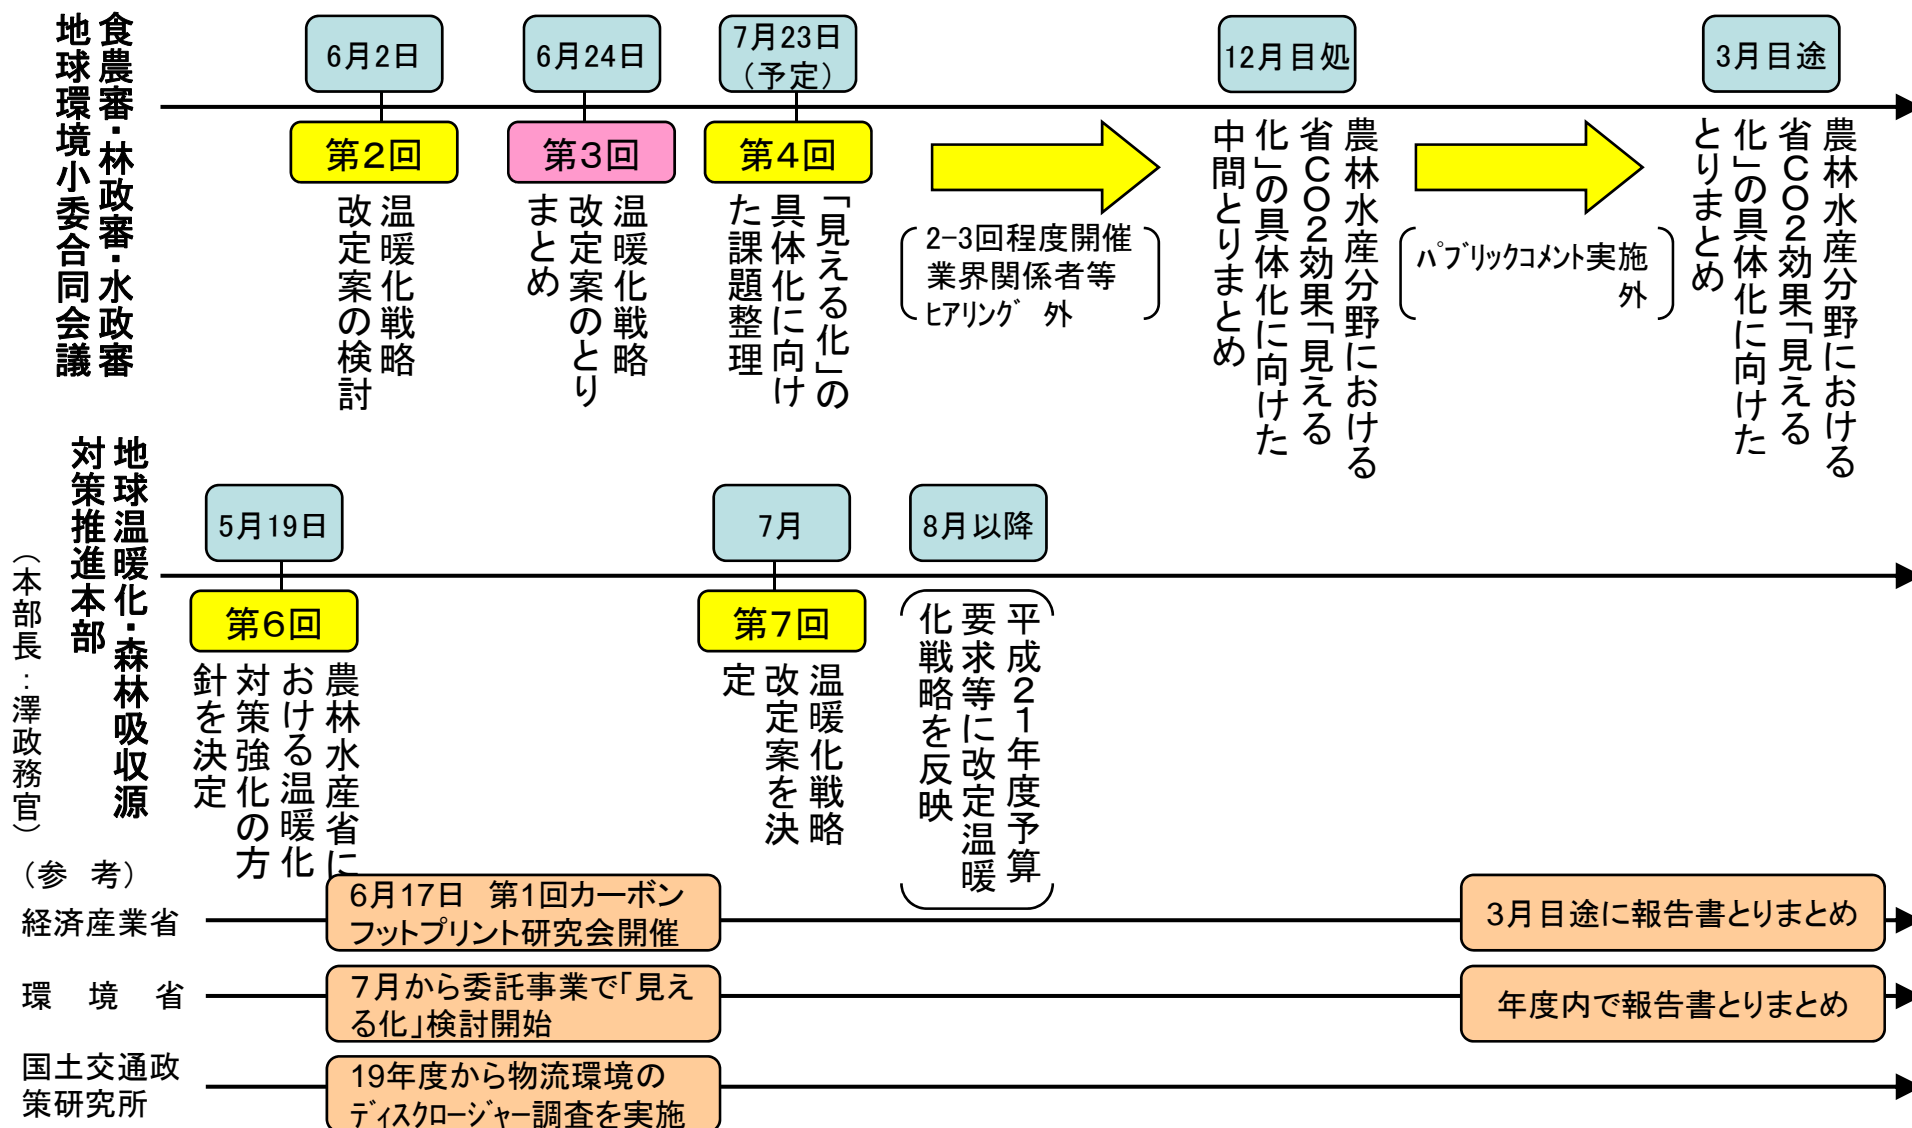 食農審・林政審・水政審
地球環境小委合同会議
6月2日
第2回
温暖化戦略
改定案の検討
6月24日
第3回
温暖化戦略
改定案のとり
まとめ
7月23日
（予定）
第4回
「見える化」の
具体化に向け
た課題整理
2-3回程度開催
業界関係者等
ﾋｱﾘﾝｸﾞ 外
12月目処
農林水産分野における
省CO2効果「見える
化」の具体化に向けた
中間とりまとめ
ﾊﾟﾌﾞﾘｯｸｺﾒﾝﾄ実施
外
3月目途
農林水産分野における
省CO2効果「見える
化」の具体化に向けた
とりまとめ
地球温暖化・森林吸収源
対策推進本部
（本部長：澤政務官）
5月19日
第6回
農林水産省に
おける温暖化
対策強化の方
針を決定
7月
第7回
温暖化戦略
改定案を決
定
8月以降
平成21年度予算
要求等に改定温暖
化戦略を反映
（参 考）
経済産業省
6月17日 第1回カーボン
フットプリント研究会開催
3月目途に報告書とりまとめ
環 境 省
7月から委託事業で「見え
る化」検討開始
年度内で報告書とりまとめ
国土交通政
策研究所
19年度から物流環境の
ﾃﾞｨｽｸﾛｰｼﾞｬｰ調査を実施